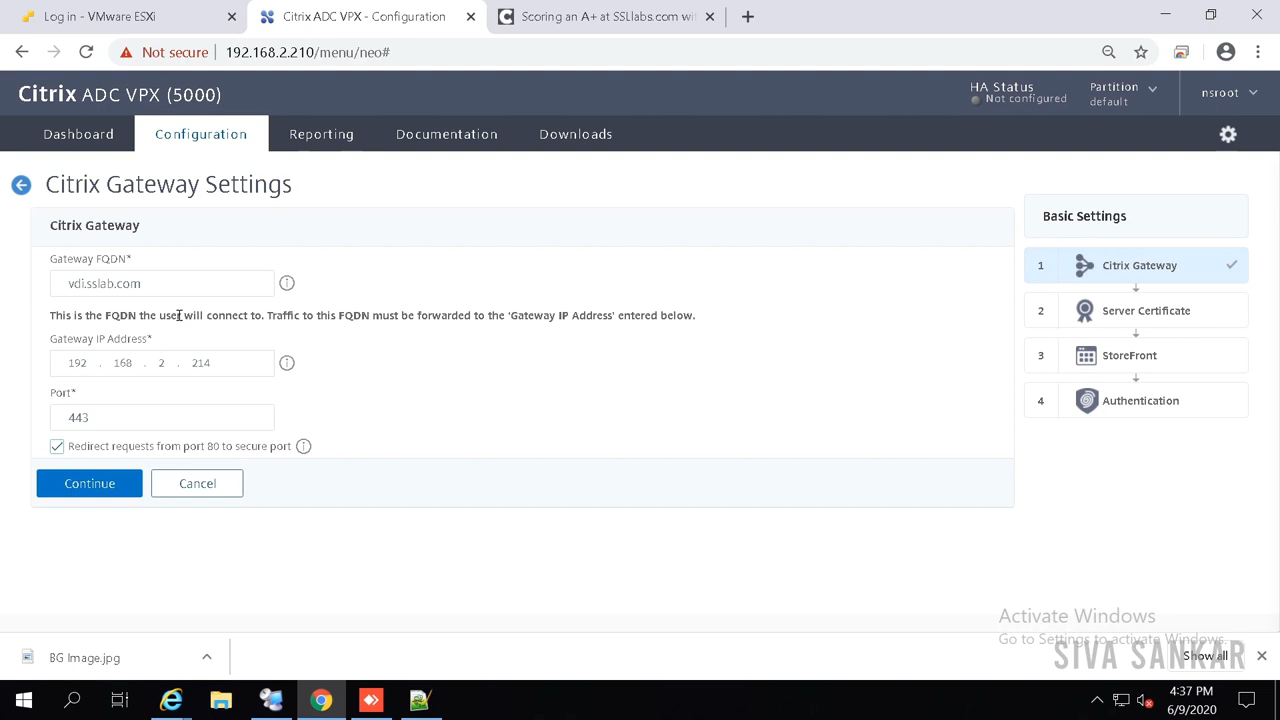 Log in - VMware ESXi
Citrix ADC VPX - Configuration
Scoring an A+ at SSLlabs.com wi
Not secure
192.168.2.210/menu/neo#
Citrix ADC VPX (5000)
HA Status
Not configured
Partition
default
nsroot
Dashboard
Configuration
Reporting
Documentation
Downloads
Citrix Gateway Settings
Citrix Gateway
Gateway FQDN*
vdi.sslab.com
This is the FQDN the user will connect to. Traffic to this FQDN must be forwarded to the 'Gateway IP Address' entered below.
Gateway IP Address*
192 . 168 . 2 . 214
Port*
443
Redirect requests from port 80 to secure port
Continue
Cancel
Basic Settings
1 Citrix Gateway
2 Server Certificate
3 StoreFront
4 Authentication
Activate Windows
Go to Settings to activate Windows.
BG Image.jpg
Show all
SIVA SANKAR
4:37 PM
6/9/2020